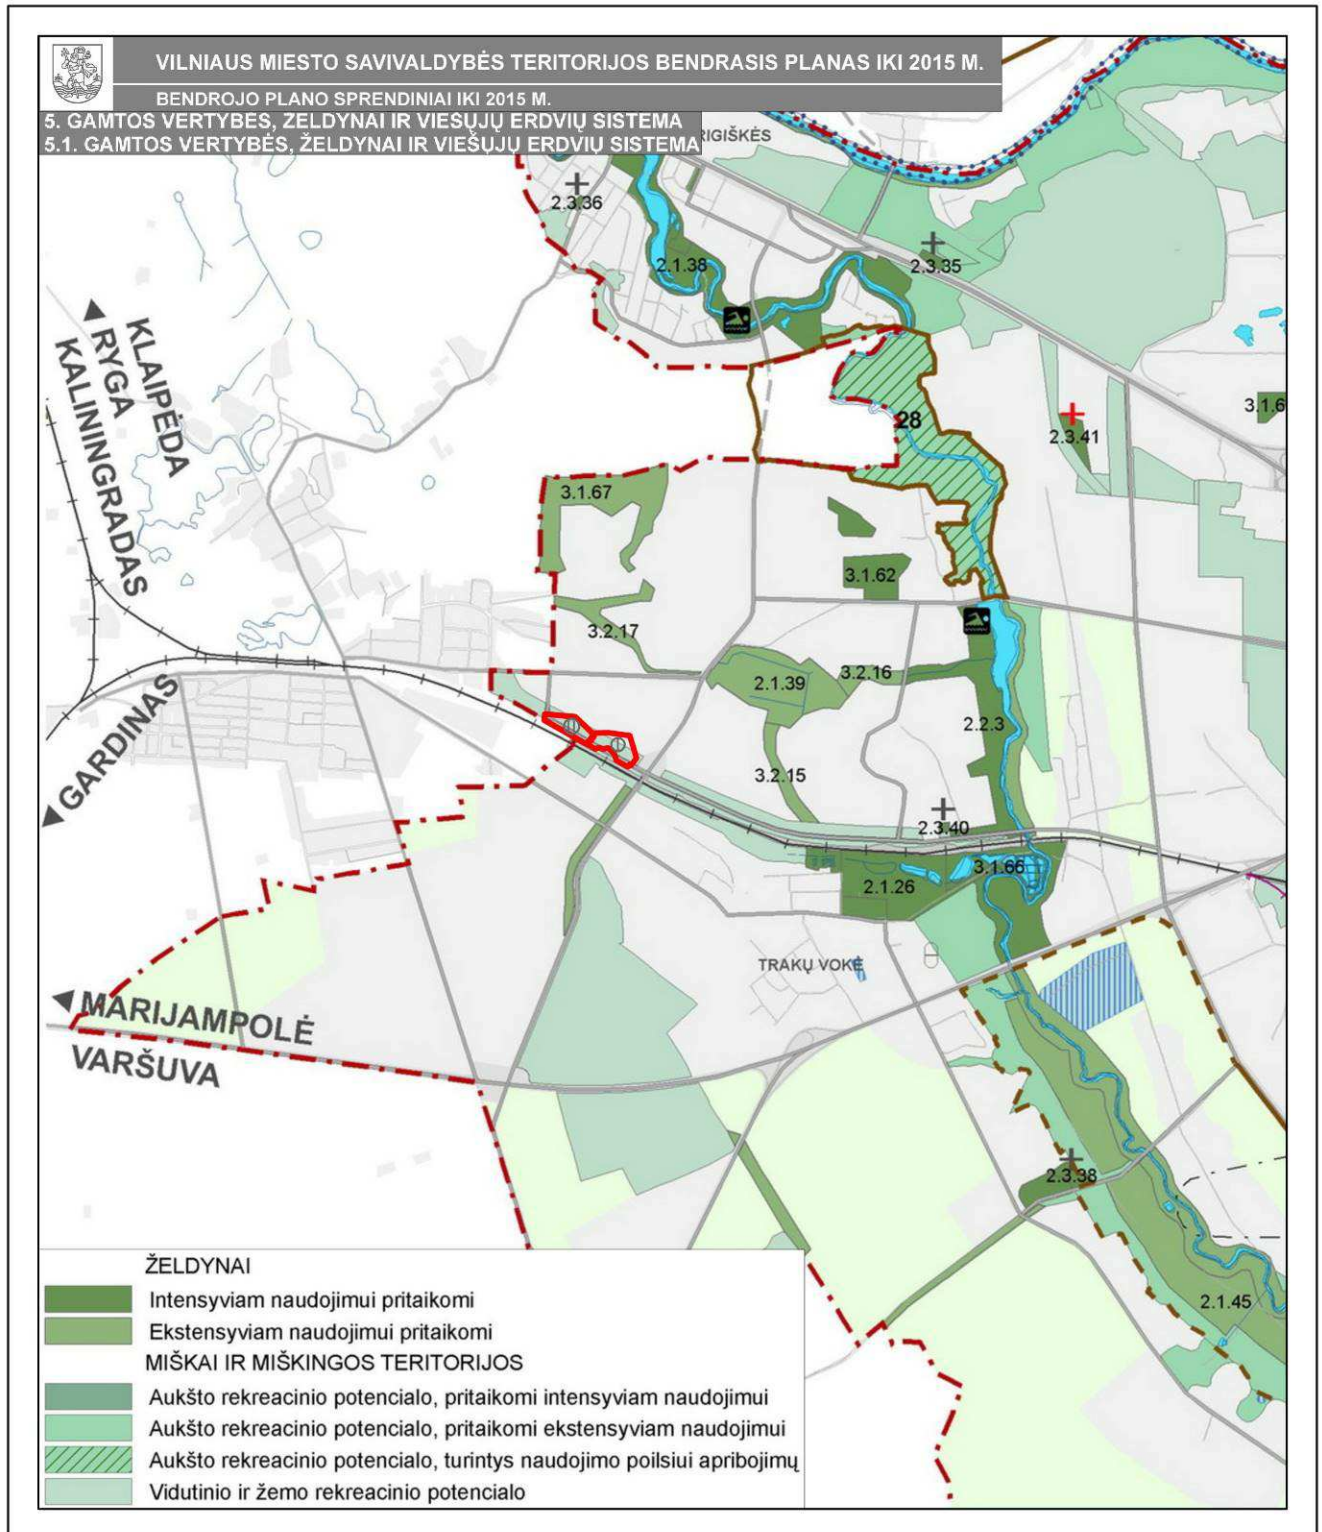 VILNIAUS MIESTO SAVIVALDYBĖS TERITORIJOS BENDRASIS PLANAS IKI 2015 M.
BENDROJO PLANO SPRENDINIAI IKI 2015 M.
5. GAMTOS VERTYBĖS, ŽELDYNAI IR VIEŠŲJŲ ERDVIŲ SISTEMA
5.1. GAMTOS VERTYBĖS, ŽELDYNAI IR VIEŠŲJŲ ERDVIŲ SISTEMA
RIGIŠKĖS
2.3.36
2.1.38
2.3.35
KLAIPĖDA
RYGA
KALININGRADAS
28
3.1.6
2.3.41
3.1.67
3.1.62
3.2.17
2.1.39
3.2.16
2.2.3
GARDINAS
3.2.15
2.3.40
3.1.66
2.1.26
TRAKŲ VOKĖ
MARIJAMPOLĖ
VARŠUVA
2.3.38
2.1.45
ŽELDYNAI
Intensyviam naudojimui pritaikomi
Ekstensyviam naudojimui pritaikomi
MIŠKAI IR MIŠKINGOS TERITORIJOS
Aukšto rekreacinio potencialo, pritaikomi intensyviam naudojimui
Aukšto rekreacinio potencialo, pritaikomi ekstensyviam naudojimui
Aukšto rekreacinio potencialo, turintys naudojimo poilsiui apribojimų
Vidutinio ir žemo rekreacinio potencialo